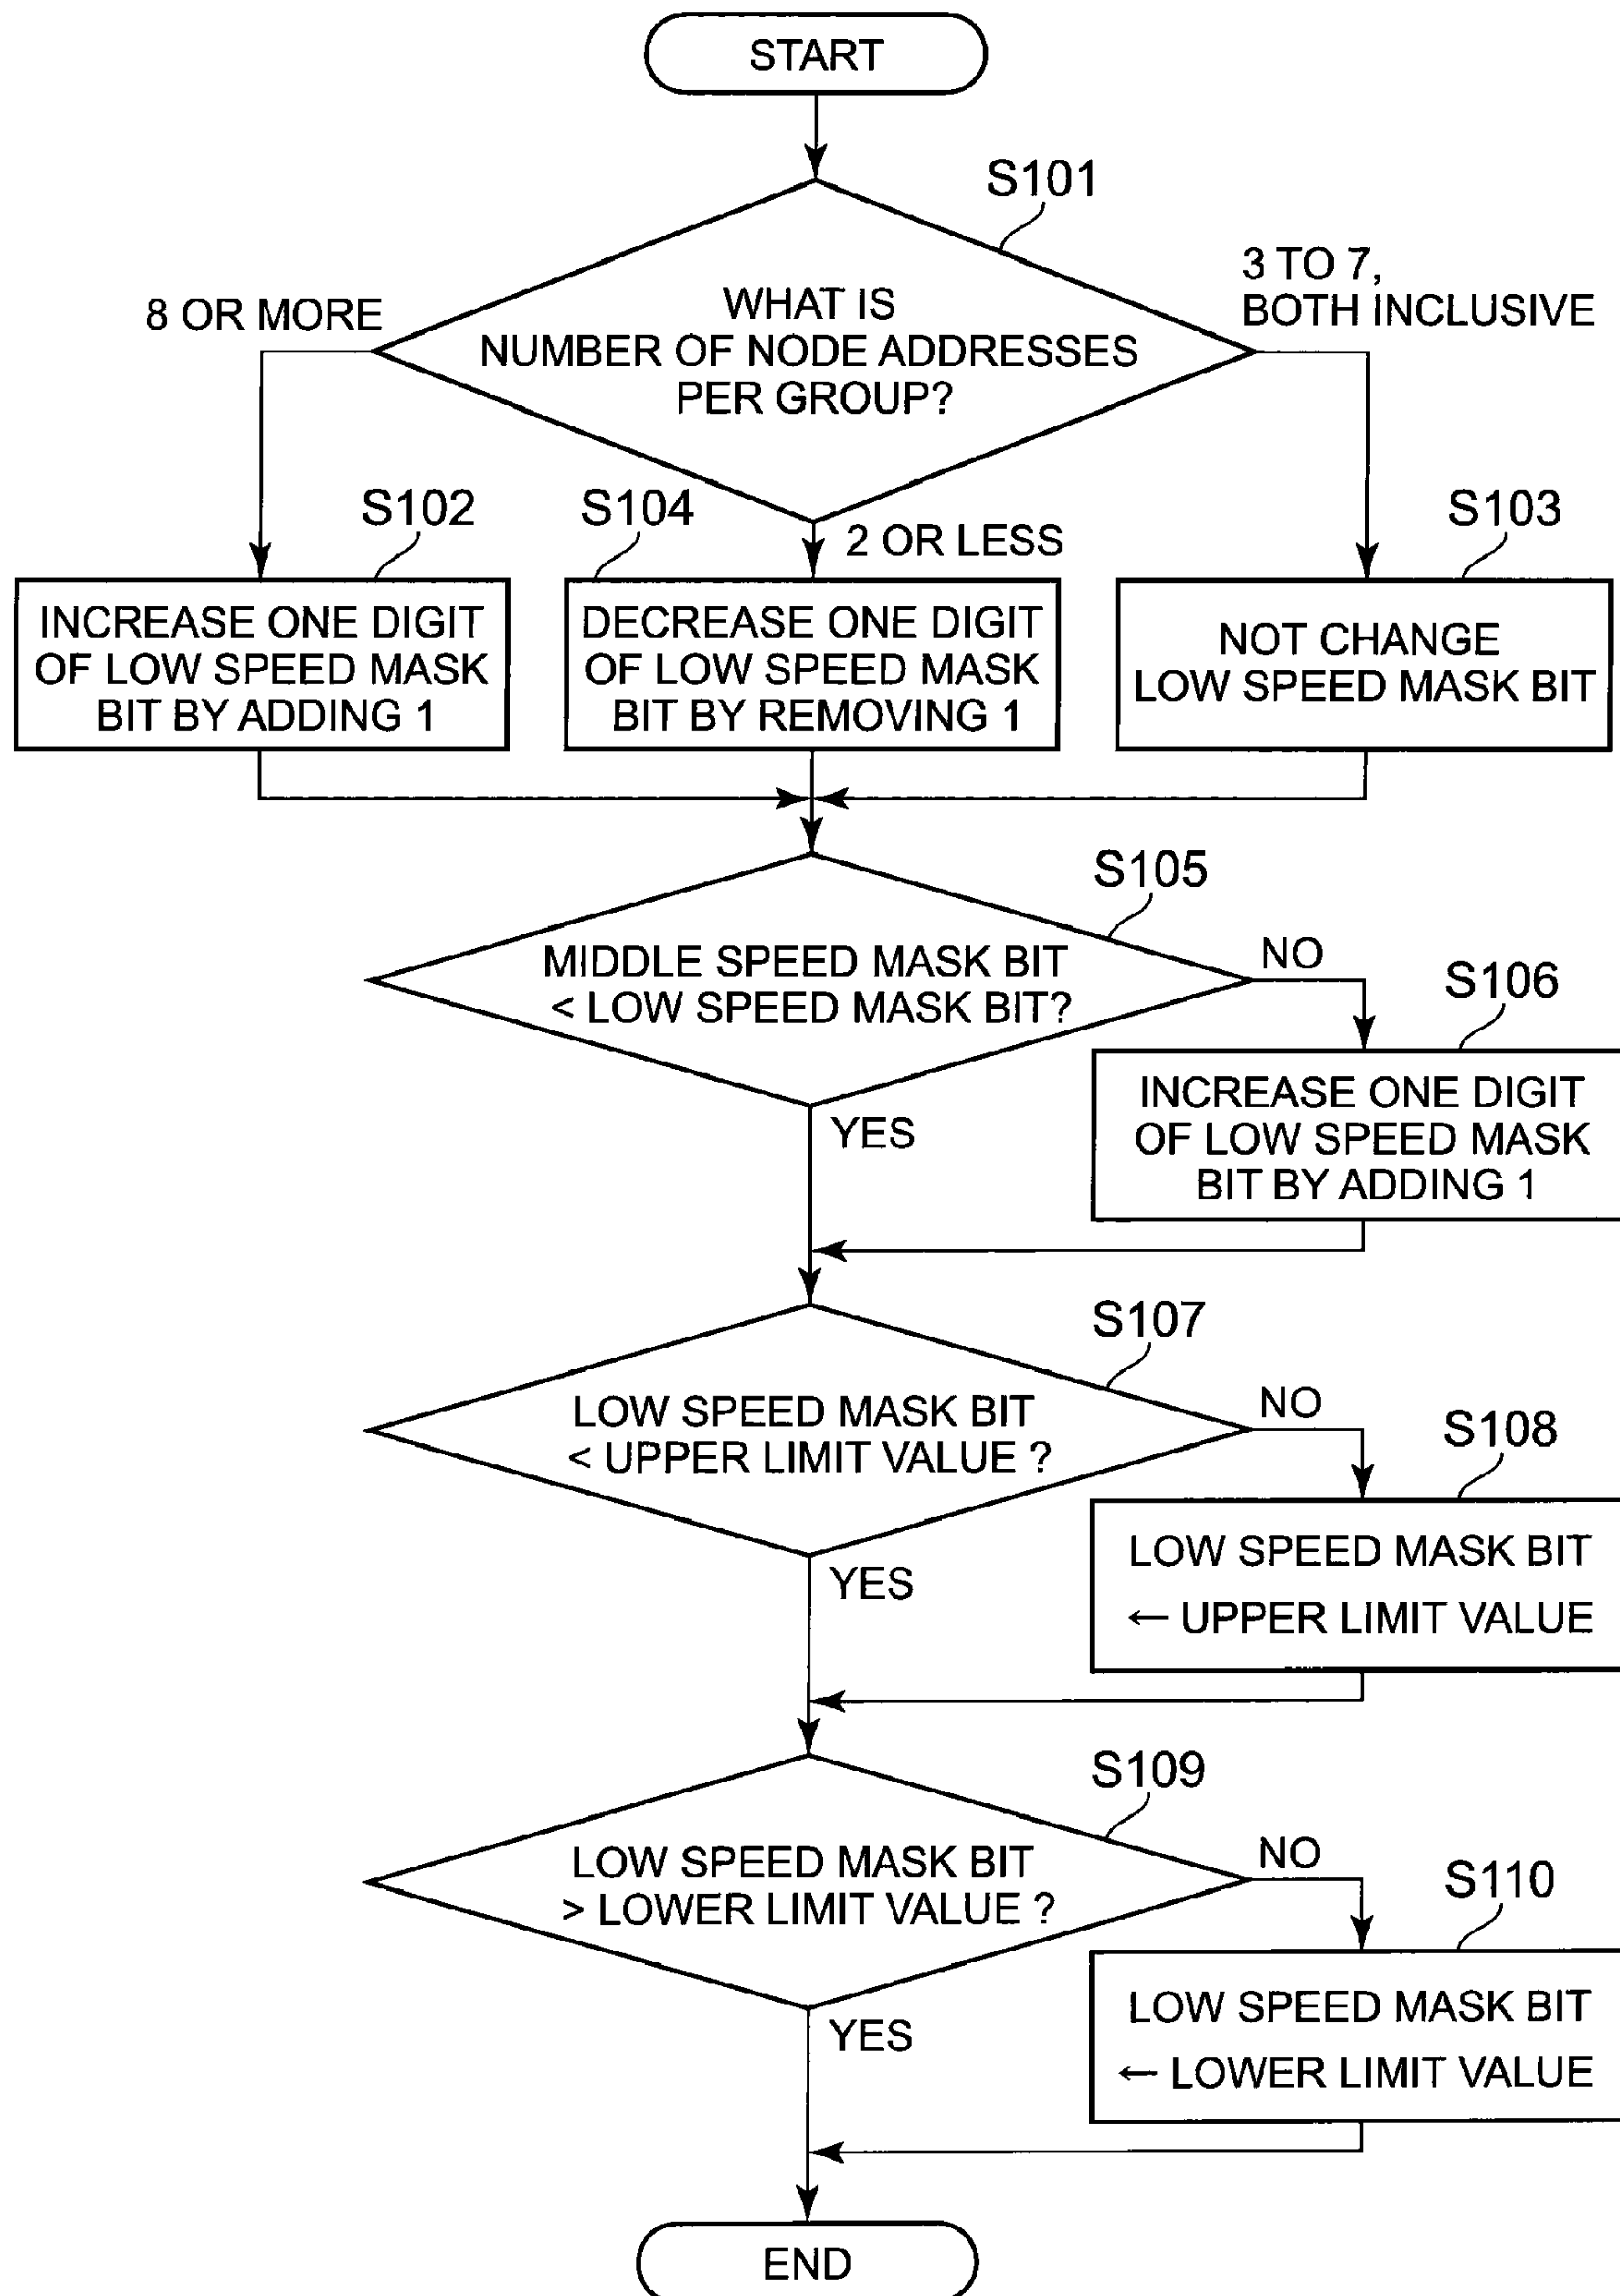 START
S101
8 OR MORE
3 TO 7,
BOTH INCLUSIVE
WHAT IS
NUMBER OF NODE ADDRESSES
PER GROUP?
S102
S104
2 OR LESS
S103
INCREASE ONE DIGIT
OF LOW SPEED MASK
BIT BY ADDING 1
DECREASE ONE DIGIT
OF LOW SPEED MASK
BIT BY REMOVING 1
NOT CHANGE
LOW SPEED MASK BIT
S105
MIDDLE SPEED MASK BIT
< LOW SPEED MASK BIT?
NO
S106
YES
INCREASE ONE DIGIT
OF LOW SPEED MASK
BIT BY ADDING 1
S107
LOW SPEED MASK BIT
< UPPER LIMIT VALUE ?
NO
S108
YES
LOW SPEED MASK BIT
← UPPER LIMIT VALUE
S109
LOW SPEED MASK BIT
> LOWER LIMIT VALUE ?
NO
S110
YES
LOW SPEED MASK BIT
← LOWER LIMIT VALUE
END